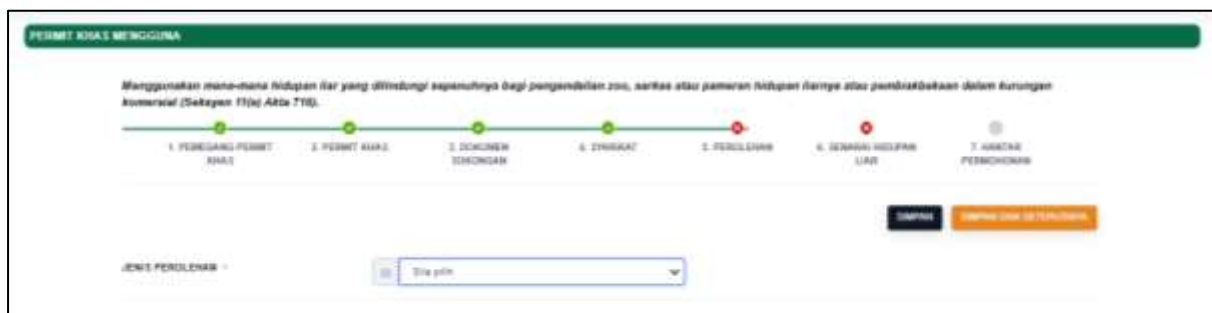 PERMIT KHAS MENGGUNA
Menggunakan mana-mana hidupan liar yang dilindungi sepenuhnya bagi pengendalian zoo, sarkas atau pameran hidupan liarnya atau pembiakbakaan dalam kurungan
komersial (Seksyen 11(a) Akta 716).
1. PEMEGANG PERMIT
KHAS
2. PERMIT KHAS
3. DOKUMEN
SOKONGAN
4. SYARIKAT
5. PEROLEHAN
6. SENARAI HIDUPAN
LIAR
7. HANTAR
PERMOHONAN
SIMPAN
SIMPAN DAN SETERUSNYA
JENIS PEROLEHAN
Sila pilih